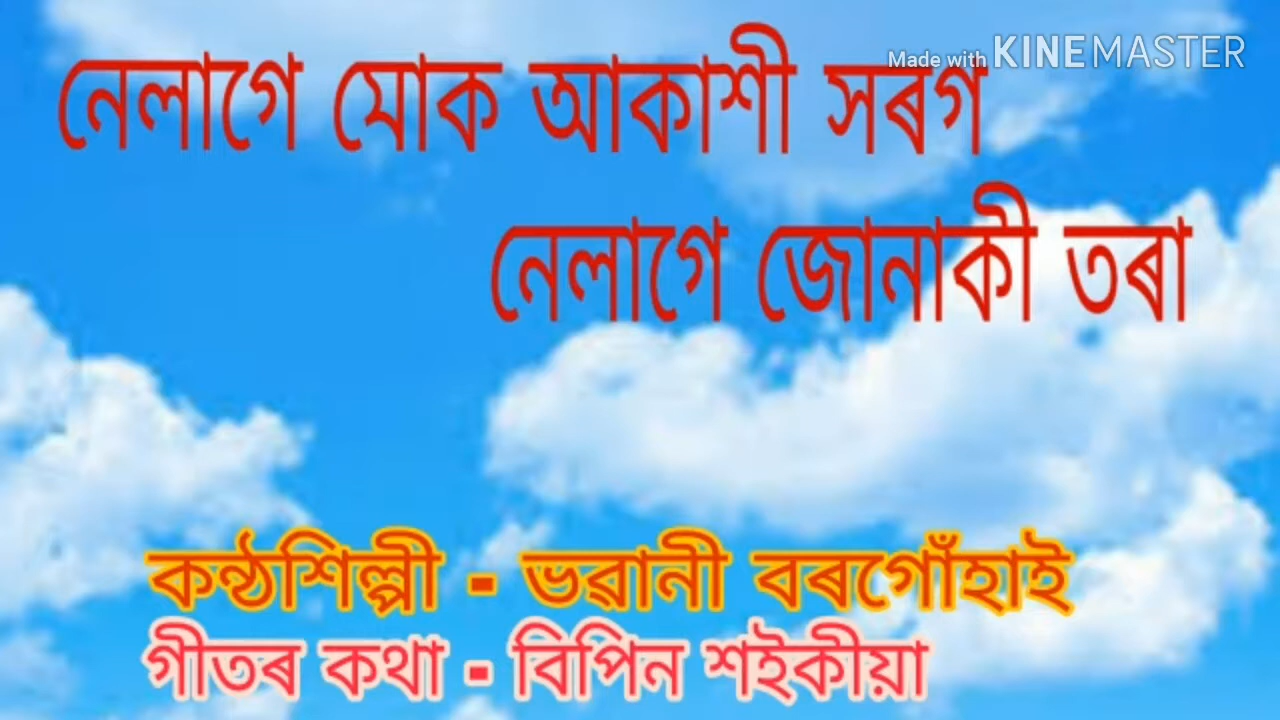 Made with KINEMASTER
নেলাগে মোক আকাশী সৰগ
নেলাগে জোনাকী তৰা
কন্ঠশিল্পী - ভৱানী বৰগোঁহাই
গীতৰ কথা - বিপিন শইকীয়া